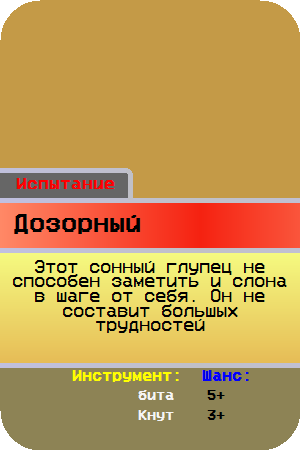 Испытание
Дозорный
Этот сонный глупец не
способен заметить и слона
в шаге от себя. Он не
составит большых
трудностей
Инструмент: Шанс:
бита 5+
Кнут 3+